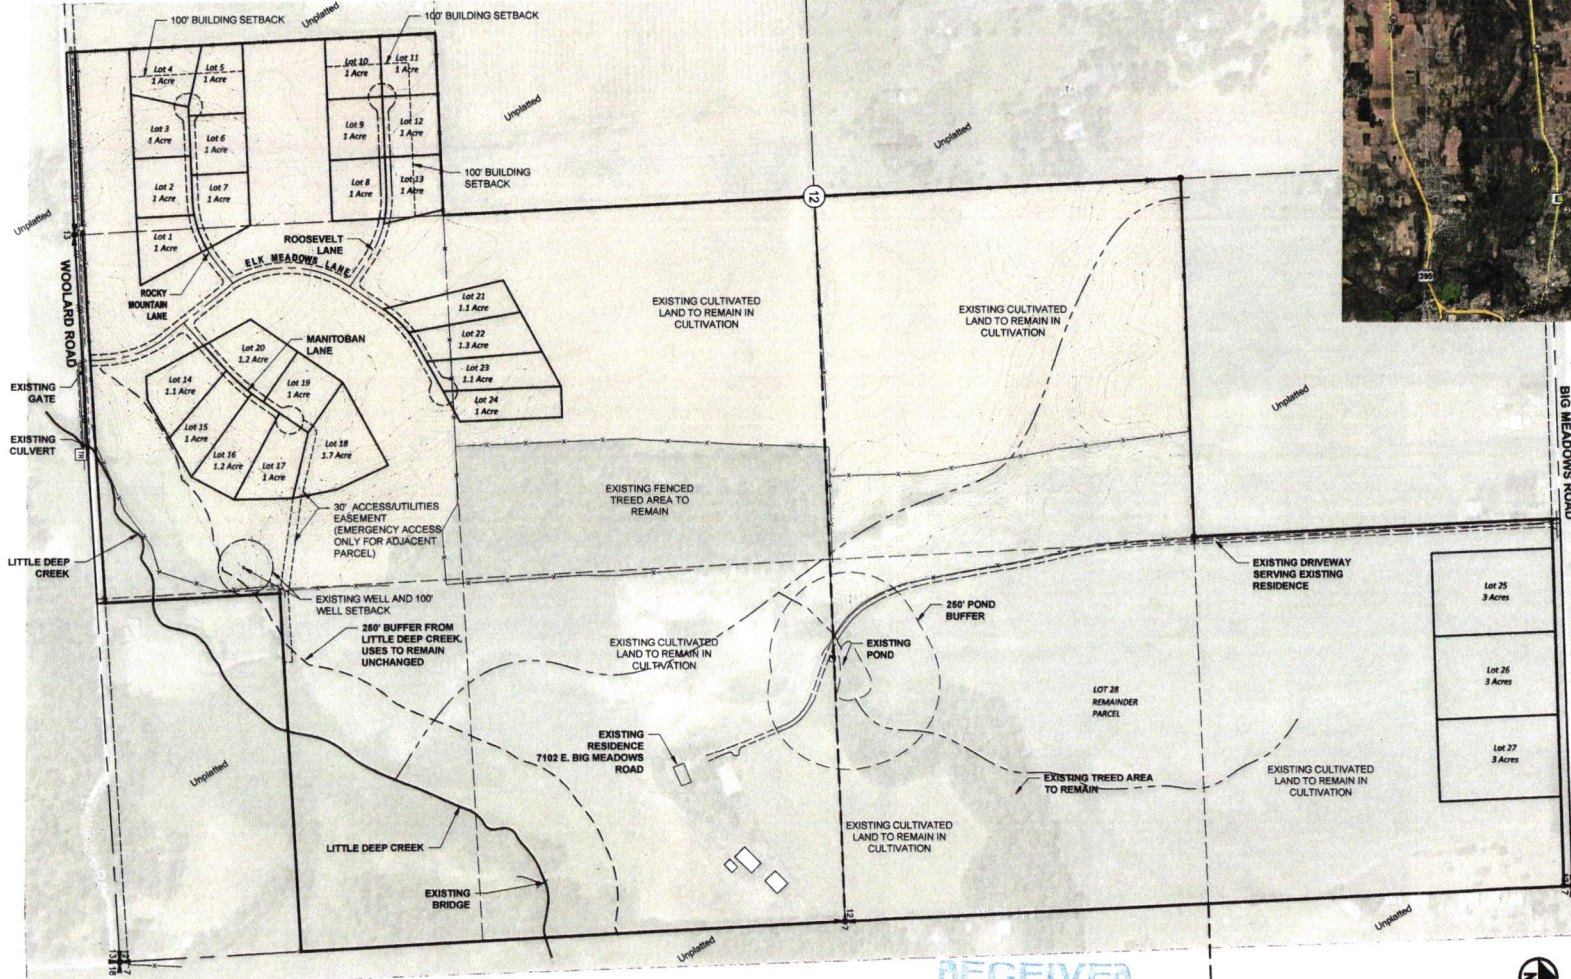 100' BUILDING SETBACK
Unplatted
100' BUILDING SETBACK
Lot 4
1 Acre
Lot 5
1 Acre
Lot 10
1 Acre
Lot 11
1 Acre
Lot 3
1 Acre
Lot 6
1 Acre
Lot 9
1 Acre
Lot 12
1 Acre
Unplatted
Unplatted
Lot 2
1 Acre
Lot 7
1 Acre
Lot 8
1 Acre
Lot 13
1 Acre
100' BUILDING
SETBACK
12
Unplatted
13
Lot 1
1 Acre
ROOSEVELT
LANE
ELK MEADOWS LANE
WOOLARD ROAD
ROCKY
MOUNTAIN
LANE
Lot 21
1.1 Acre
Lot 22
1.3 Acre
Lot 23
1.1 Acre
Lot 24
1 Acre
EXISTING CULTIVATED
LAND TO REMAIN IN
CULTIVATION
EXISTING CULTIVATED
LAND TO REMAIN IN
CULTIVATION
MANITOBAN
LANE
Lot 20
1.2 Acre
Lot 19
1 Acre
Lot 14
1.1 Acre
Lot 15
1 Acre
Lot 16
1.2 Acre
Lot 17
1 Acre
Lot 18
1.7 Acre
EXISTING
GATE
EXISTING
CULVERT
Unplatted
BIG MEADOWS ROAD
EXISTING FENCED
TREED AREA TO
REMAIN
30' ACCESS/UTILITIES
EASEMENT
(EMERGENCY ACCESS
ONLY FOR ADJACENT
PARCEL)
LITTLE DEEP
CREEK
EXISTING WELL AND 100'
WELL SETBACK
250' BUFFER FROM
LITTLE DEEP CREEK.
USES TO REMAIN
UNCHANGED
EXISTING CULTIVATED
LAND TO REMAIN IN
CULTIVATION
250' POND
BUFFER
EXISTING
POND
EXISTING DRIVEWAY
SERVING EXISTING
RESIDENCE
Lot 25
3 Acres
Lot 26
3 Acres
Lot 27
3 Acres
LOT 28
REMAINDER
PARCEL
EXISTING
RESIDENCE
7102 E. BIG MEADOWS
ROAD
Unplatted
EXISTING TREED AREA
TO REMAIN
EXISTING CULTIVATED
LAND TO REMAIN IN
CULTIVATION
EXISTING CULTIVATED
LAND TO REMAIN IN
CULTIVATION
LITTLE DEEP CREEK
EXISTING
BRIDGE
Unplatted
Unplatted
RECEIVED
N